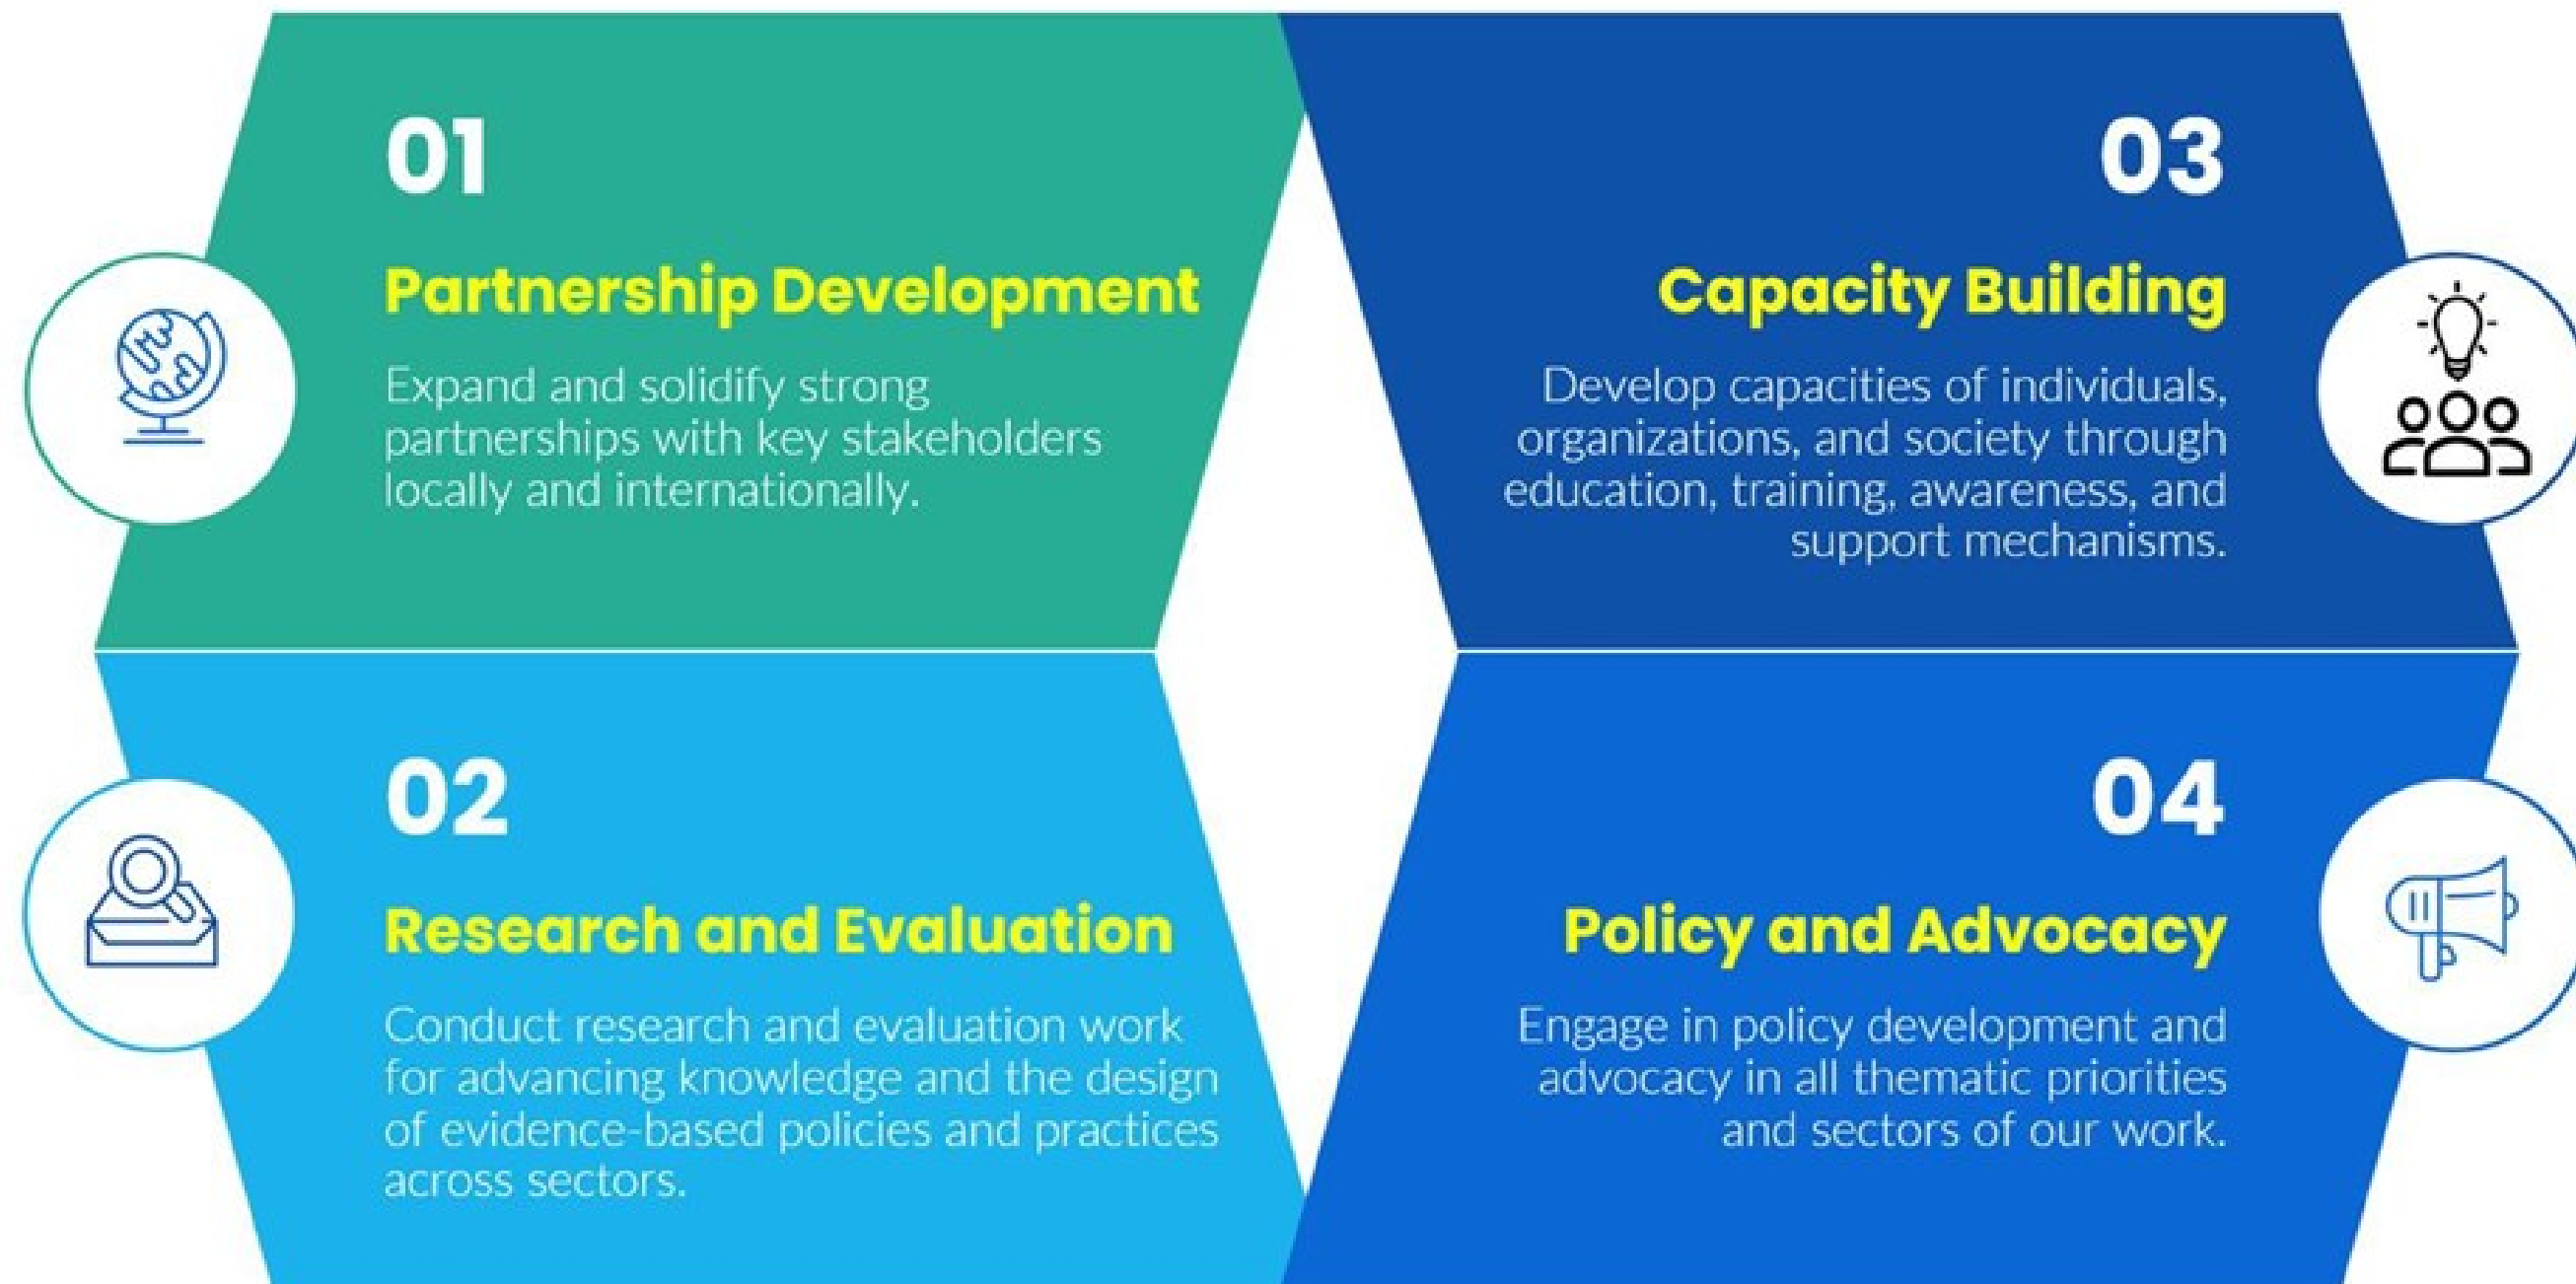 01
Partnership Development
Expand and solidify strong
partnerships with key stakeholders
locally and internationally.
02
Research and Evaluation
Conduct research and evaluation work
for advancing knowledge and the design
of evidence-based policies and practices
across sectors.
03
Capacity Building
Develop capacities of individuals,
organizations, and society through
education, training, awareness, and
support mechanisms.
04
Policy and Advocacy
Engage in policy development and
advocacy in all thematic priorities
and sectors of our work.